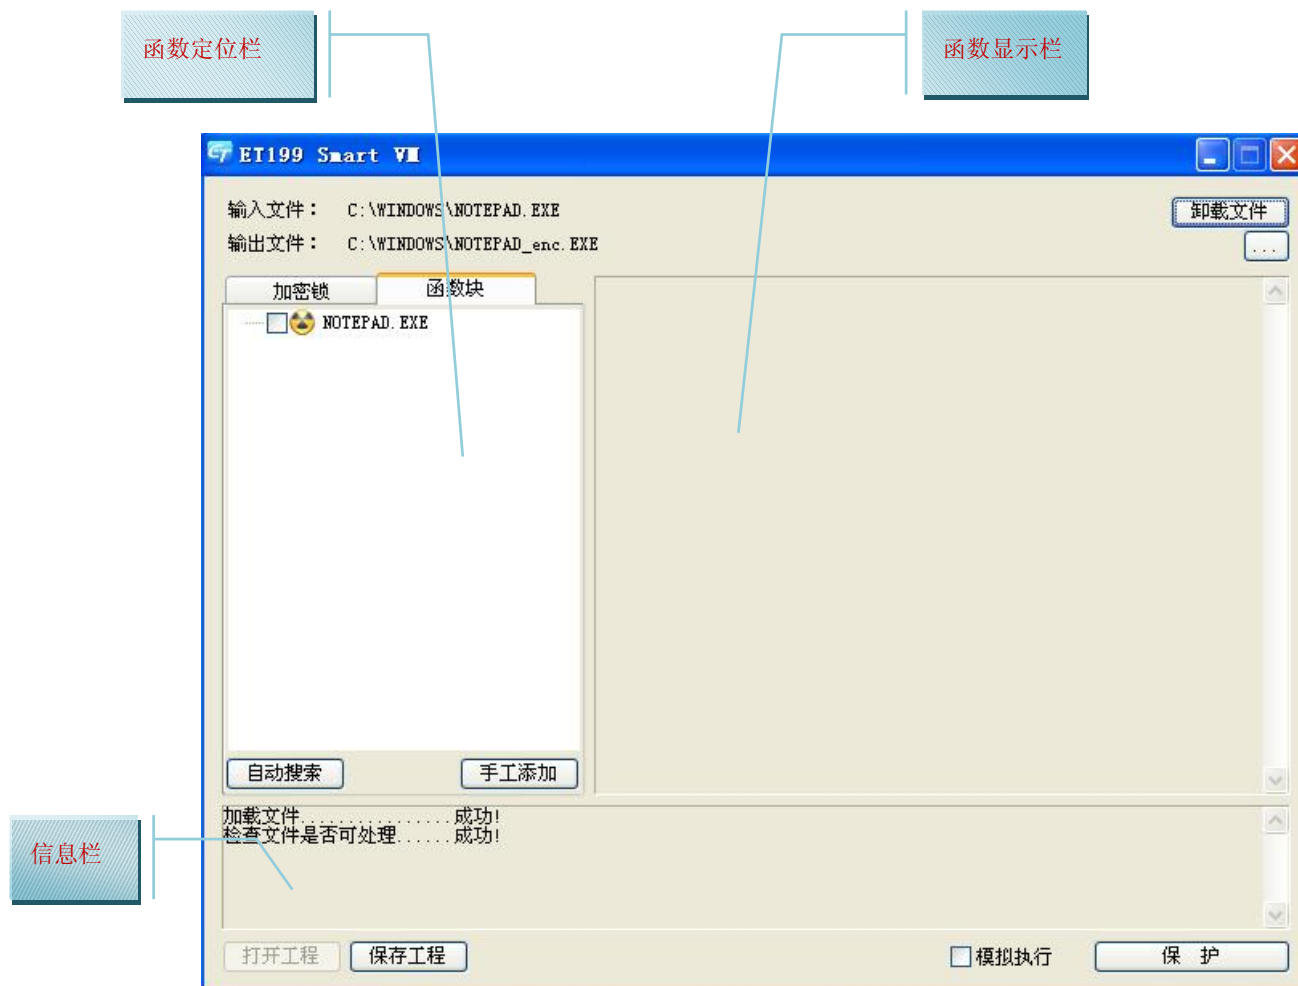 函数定位栏
函数显示栏
ET199 Smart VM
输入文件： C:\WINDOWS\NOTEPAD.EXE
卸载文件
输出文件： C:\WINDOWS\NOTEPAD_enc.EXE
...
加密锁
函数块
NOTEPAD.EXE
自动搜索
手工添加
加载文件................成功!
检查文件是否可处理......成功!
信息栏
打开工程
保存工程
模拟执行
保 护